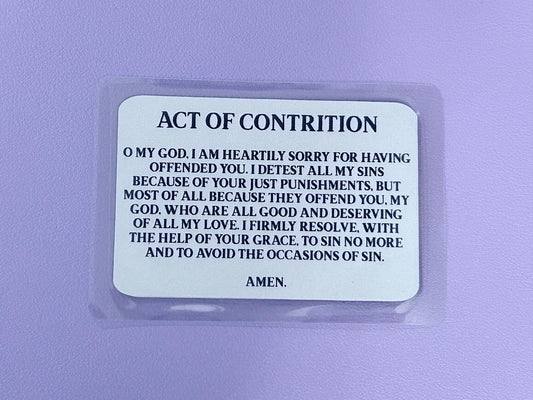 ACT OF CONTRITION
O MY GOD, I AM HEARTILY SORRY FOR HAVING
OFFENDED YOU. I DETEST ALL MY SINS
BECAUSE OF YOUR JUST PUNISHMENTS, BUT
MOST OF ALL BECAUSE THEY OFFEND YOU, MY
GOD, WHO ARE ALL GOOD AND DESERVING
OF ALL MY LOVE. I FIRMLY RESOLVE, WITH
THE HELP OF YOUR GRACE, TO SIN NO MORE
AND TO AVOID THE OCCASIONS OF SIN.
AMEN.